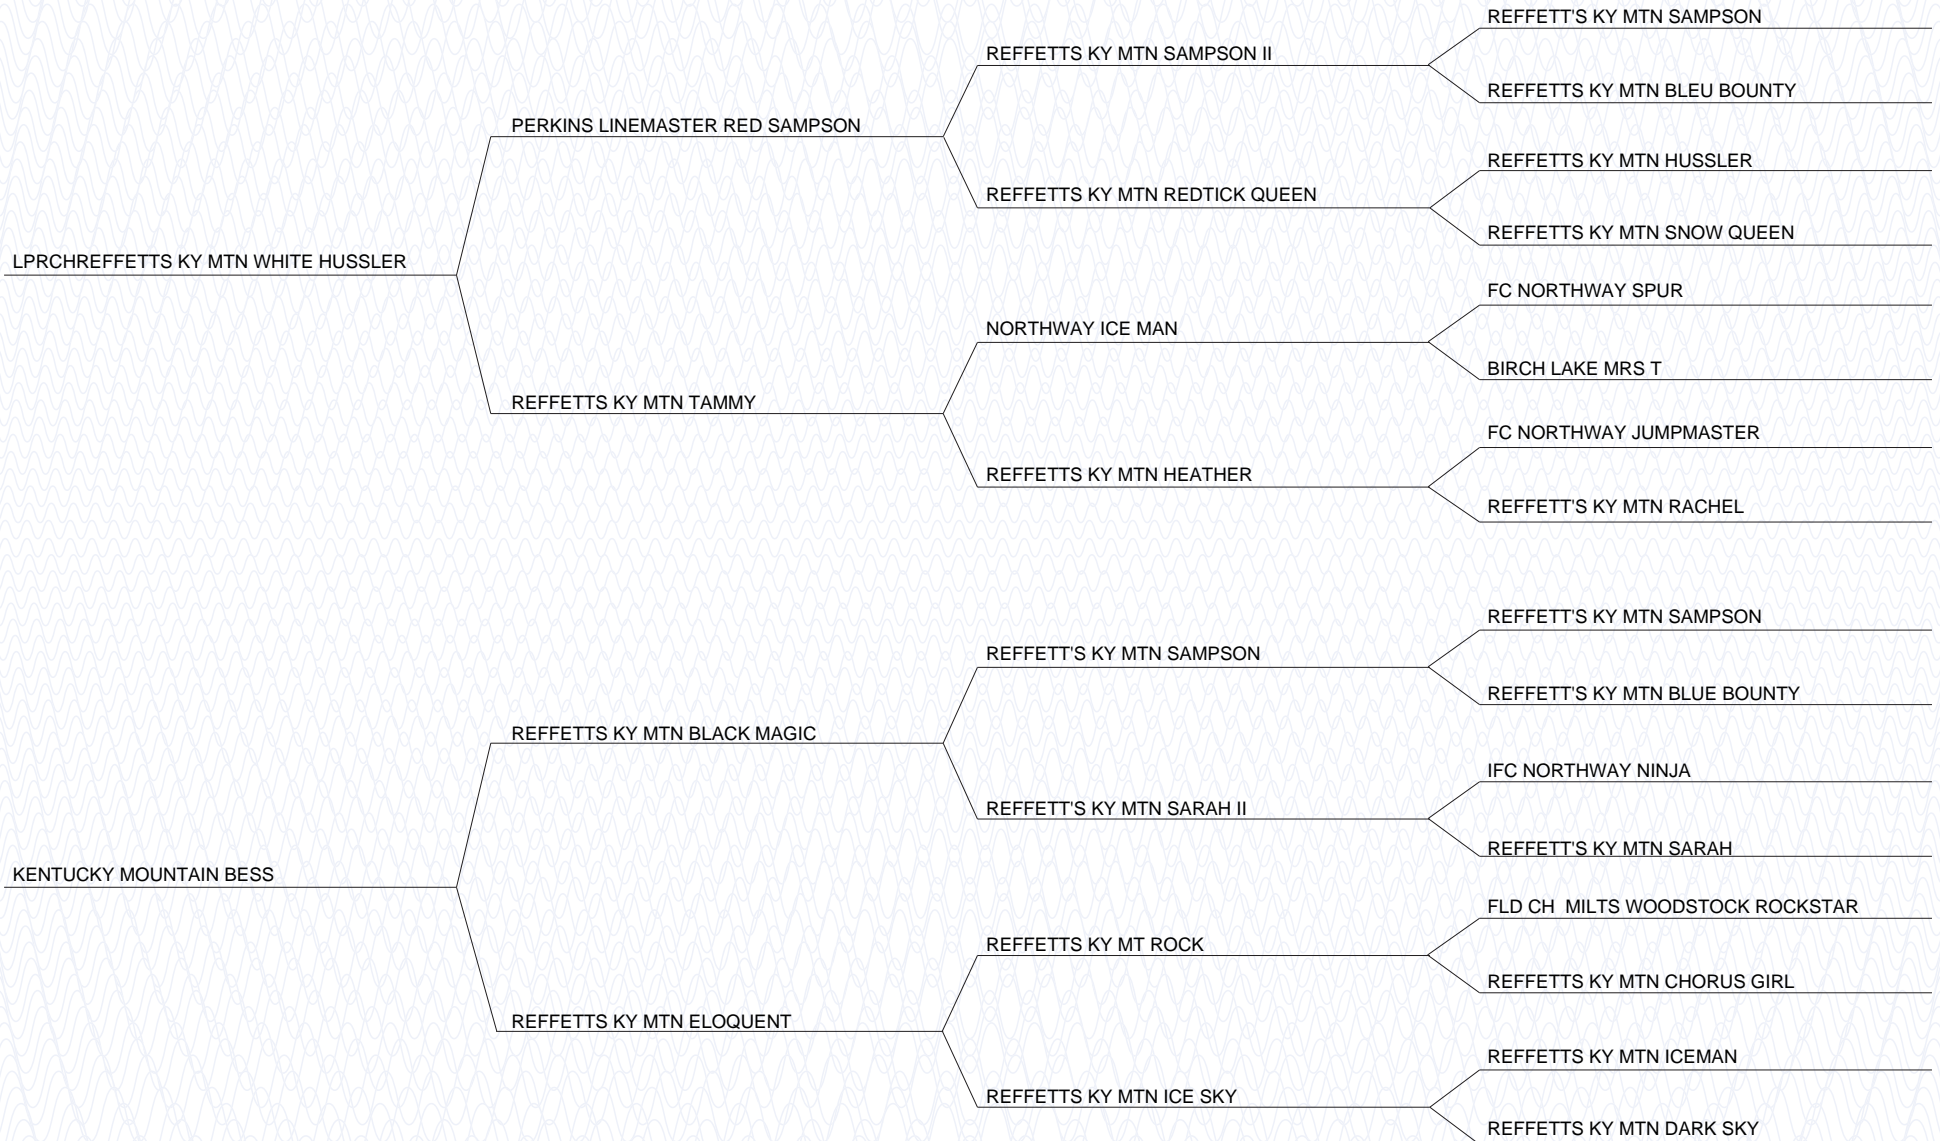 REFFETT'S KY MTN SAMPSON
REFFETTS KY MTN SAMPSON II
REFFETTS KY MTN BLEU BOUNTY
PERKINS LINEMASTER RED SAMPSON
REFFETTS KY MTN HUSSLER
REFFETTS KY MTN REDTICK QUEEN
REFFETTS KY MTN SNOW QUEEN
LPRCHREFFETTS KY MTN WHITE HUSSLER
FC NORTHWAY SPUR
NORTHWAY ICE MAN
BIRCH LAKE MRS T
REFFETTS KY MTN TAMMY
FC NORTHWAY JUMPMASTER
REFFETTS KY MTN HEATHER
REFFETT'S KY MTN RACHEL
REFFETT'S KY MTN SAMPSON
REFFETT'S KY MTN SAMPSON
REFFETT'S KY MTN BLUE BOUNTY
REFFETTS KY MTN BLACK MAGIC
IFC NORTHWAY NINJA
REFFETT'S KY MTN SARAH II
REFFETT'S KY MTN SARAH
KENTUCKY MOUNTAIN BESS
FLD CH  MILTS WOODSTOCK ROCKSTAR
REFFETTS KY MT ROCK
REFFETTS KY MTN CHORUS GIRL
REFFETTS KY MTN ELOQUENT
REFFETTS KY MTN ICEMAN
REFFETTS KY MTN ICE SKY
REFFETTS KY MTN DARK SKY